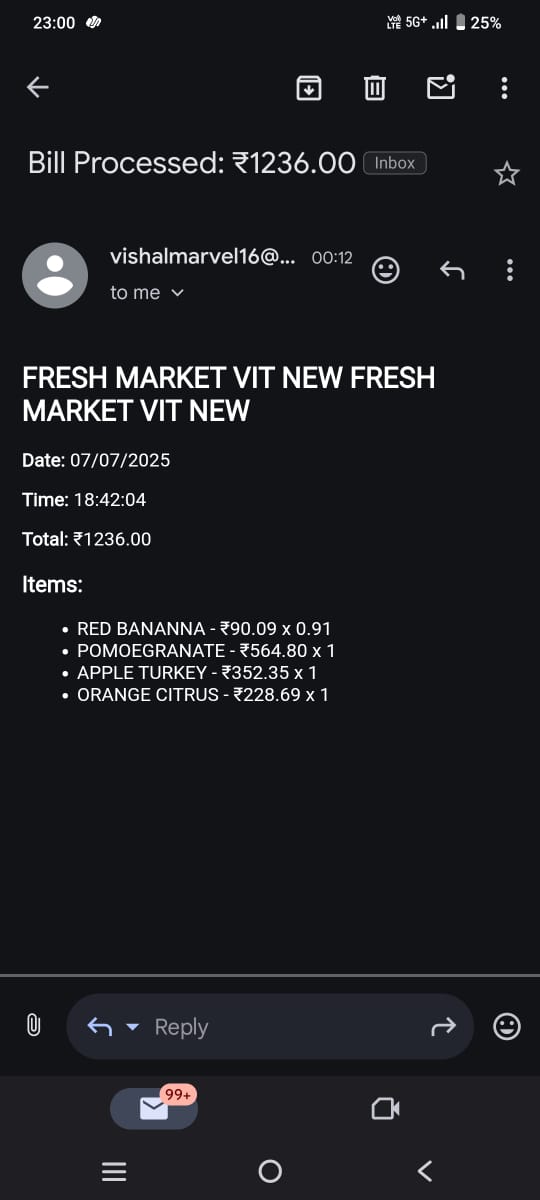 23:00
VoI) LTE 5G+ 25%
Bill Processed: ₹1236.00 Inbox
vishalmarvel16@... 00:12
to me
FRESH MARKET VIT NEW FRESH
MARKET VIT NEW
Date: 07/07/2025
Time: 18:42:04
Total: ₹1236.00
Items:
• RED BANANNA - ₹90.09 x 0.91
• POMOEGRANATE - ₹564.80 x 1
• APPLE TURKEY - ₹352.35 x 1
• ORANGE CITRUS - ₹228.69 x 1
Reply
99+